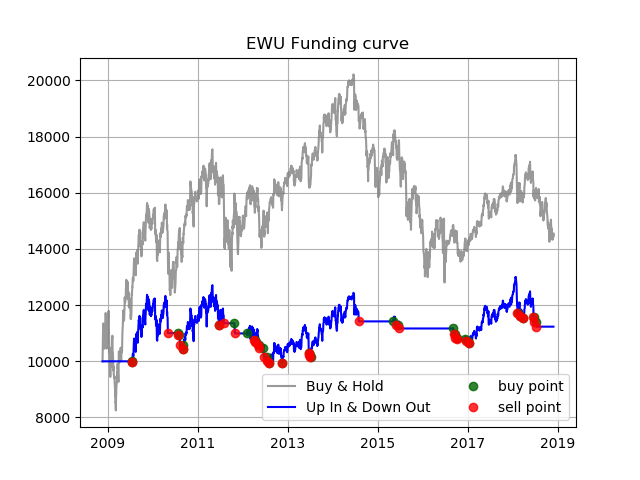 EWU Funding curve
20000
18000
16000
14000
12000
10000
8000
Buy & Hold
Up In & Down Out
buy point
sell point
2009 2011 2013 2015 2017 2019